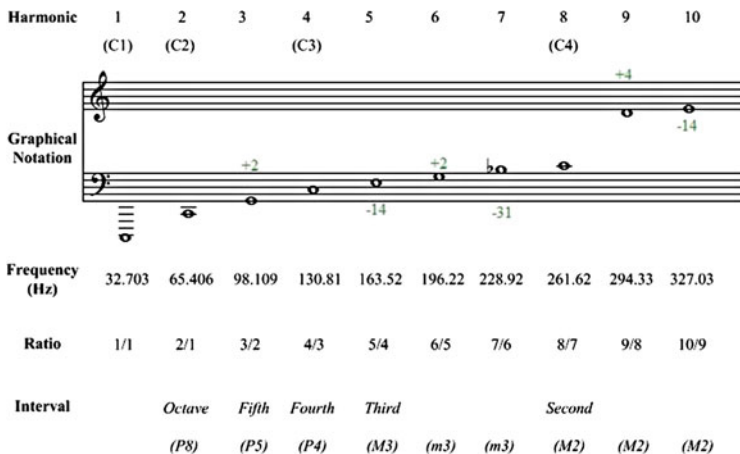 Harmonic 1 2 3 4 5 6 7 8 9 10
(C1) (C2) (C3) (C4)
+4
-14
Graphical
Notation
+2 +2
-14 -31
Frequency
(Hz)
32.703 65.406 98.109 130.81 163.52 196.22 228.92 261.62 294.33 327.03
Ratio 1/1 2/1 3/2 4/3 5/4 6/5 7/6 8/7 9/8 10/9
Interval Octave Fifth Fourth Third Second
(P8) (P5) (P4) (M3) (m3) (m3) (M2) (M2) (M2)